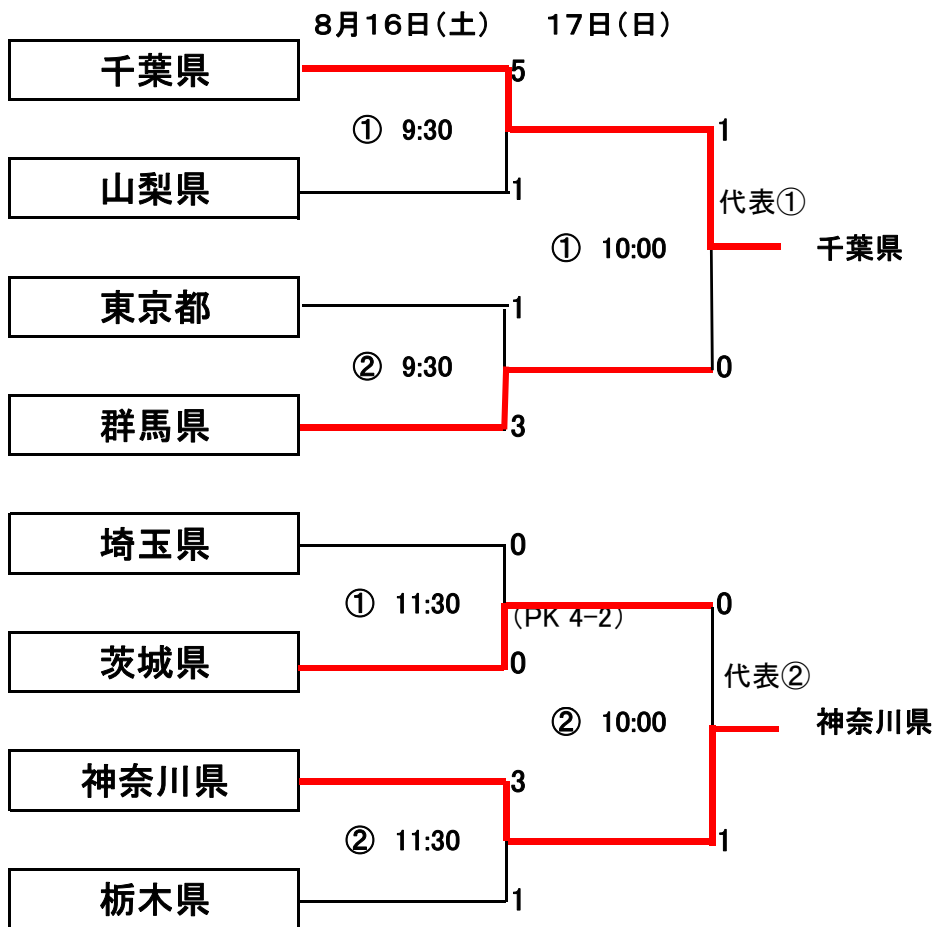 8月16日(土) 17日(日)
千葉県
5
① 9:30
1
山梨県
1
代表①
① 10:00
千葉県
東京都
1
② 9:30
0
群馬県
3
埼玉県
0
① 11:30
0
(PK 4-2)
茨城県
0
代表②
② 10:00
神奈川県
神奈川県
3
② 11:30
1
栃木県
1